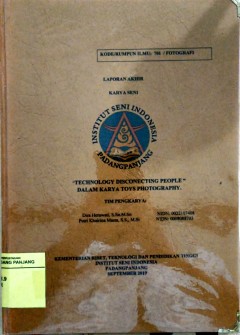 KODE/RUMPUN ILMU: 706 / FOTOGRAFI
LAPORAN AKHIR
KARYA SENI
INSTITUT SENI INDONESIA
PADANGPANJANG
"TECHNOLOGY DISCONECTING PEOPLE"
DALAM KARYA TOYS PHOTOGRAPHY.
TIM PENGKARYA:
KEMENTERIAN RISET, TEKNOLOGI DAN PENDIDIKAN TINGGI
INSTITUT SENI INDONESIA
PADANGPANJANG
SEPTEMBER 2019